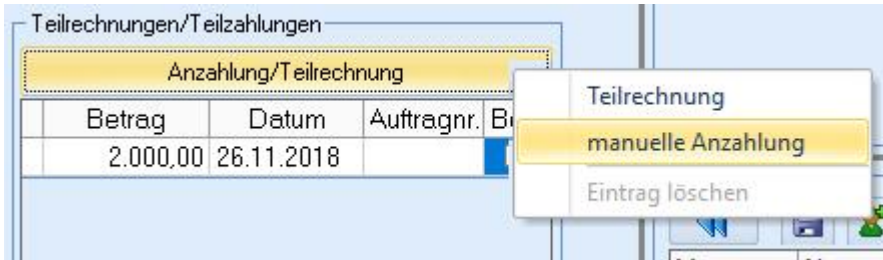 Teilrechnungen/Teilzahlungen
Anzahlung/Teilrechnung
Betrag Datum Auftragnr.
2.000,00 26.11.2018
Teilrechnung
manuelle Anzahlung
Eintrag löschen